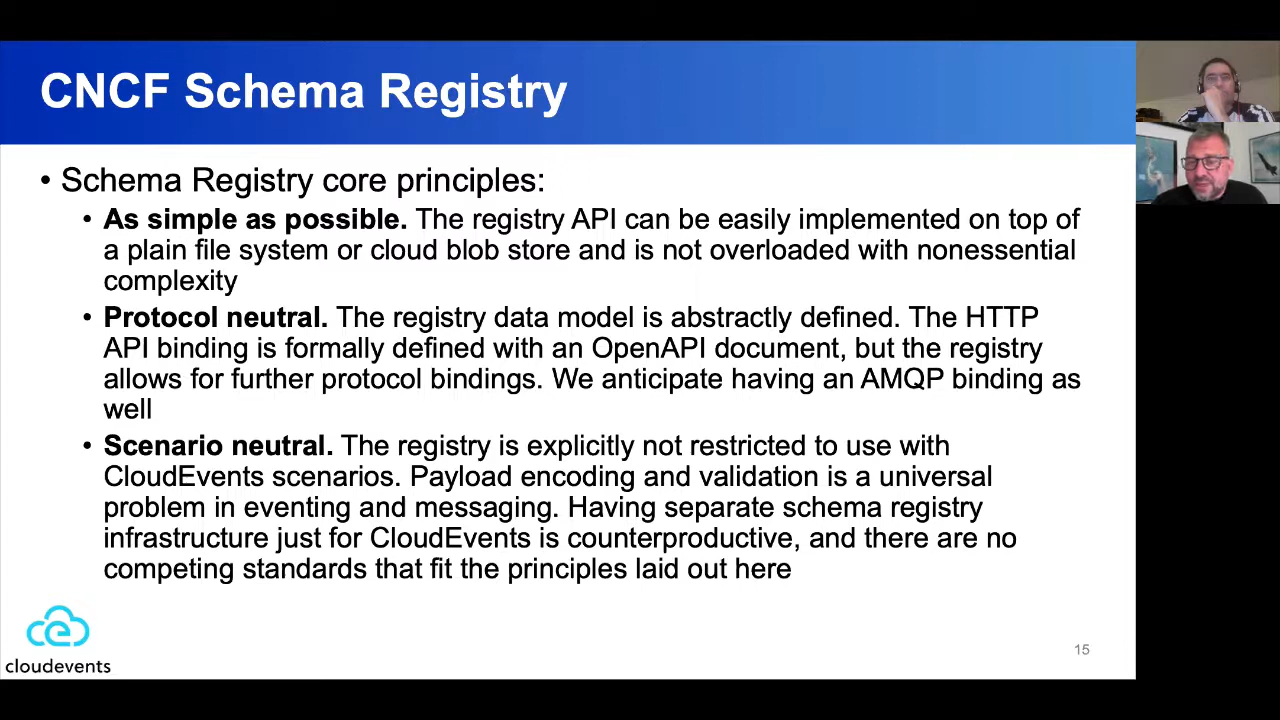 CNCF Schema Registry
• Schema Registry core principles:
• As simple as possible. The registry API can be easily implemented on top of
a plain file system or cloud blob store and is not overloaded with nonessential
complexity
• Protocol neutral. The registry data model is abstractly defined. The HTTP
API binding is formally defined with an OpenAPI document, but the registry
allows for further protocol bindings. We anticipate having an AMQP binding as
well
• Scenario neutral. The registry is explicitly not restricted to use with
CloudEvents scenarios. Payload encoding and validation is a universal
problem in eventing and messaging. Having separate schema registry
infrastructure just for CloudEvents is counterproductive, and there are no
competing standards that fit the principles laid out here
cloudevents
15